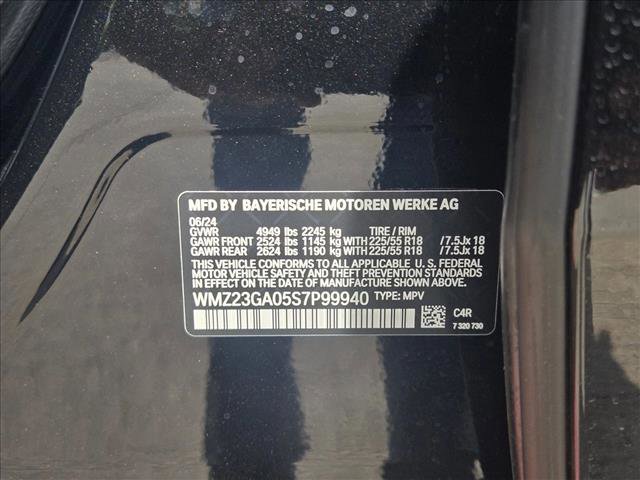 MFD BY BAYERISCHE MOTOREN WERKE AG
06/24
GVWR 4949 lbs 2245 kg TIRE / RIM
GAWR FRONT 2524 lbs 1145 kg WITH 225/55 R18 /7.5Jx 18
GAWR REAR 2624 lbs 1190 kg WITH 225/55 R18 /7.5Jx 18
THIS VEHICLE CONFORMS TO ALL APPLICABLE U. S. FEDERAL
MOTOR VEHICLE SAFETY AND THEFT PREVENTION STANDARDS
IN EFFECT ON THE DATE OF MANUFACTURE SHOWN ABOVE.
WMZ23GA05S7P99940 TYPE: MPV
C4R
7 320 730